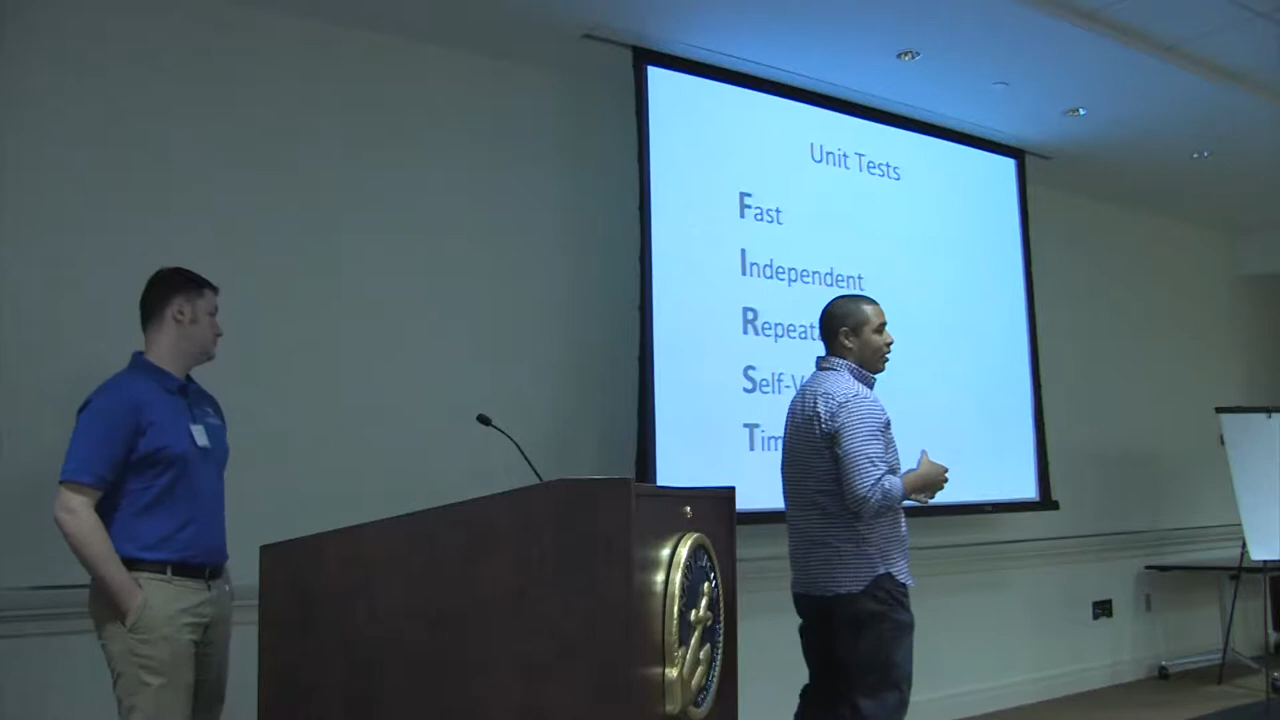 Unit Tests
Fast
Independent
Repeat
Self-V
Tim